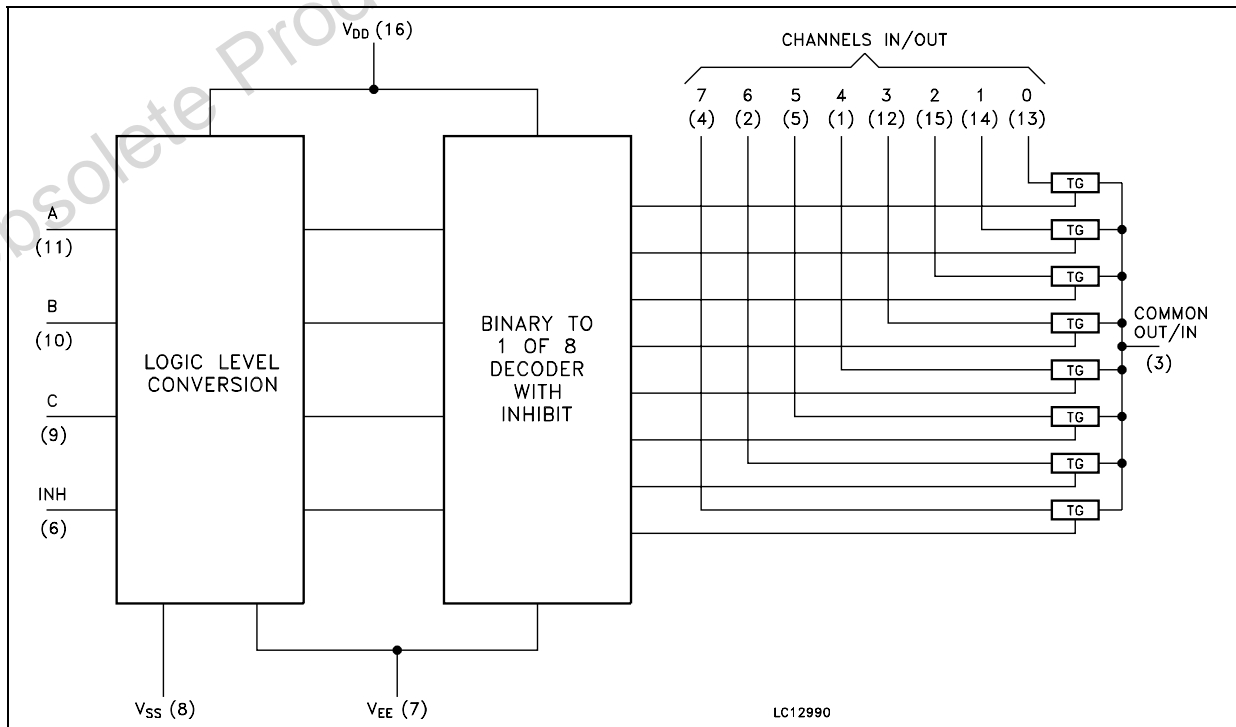 Obsolete Prod
V_DD (16)
CHANNELS IN/OUT
7 6 5 4 3 2 1 0
(4) (2) (5) (1) (12) (15) (14) (13)
TG
A
(11)
TG
TG
B
(10)
LOGIC LEVEL
CONVERSION
BINARY TO
1 OF 8
DECODER
WITH
INHIBIT
TG
COMMON
OUT/IN
(3)
TG
C
(9)
TG
TG
INH
(6)
TG
V_SS (8)
V_EE (7)
LC12990